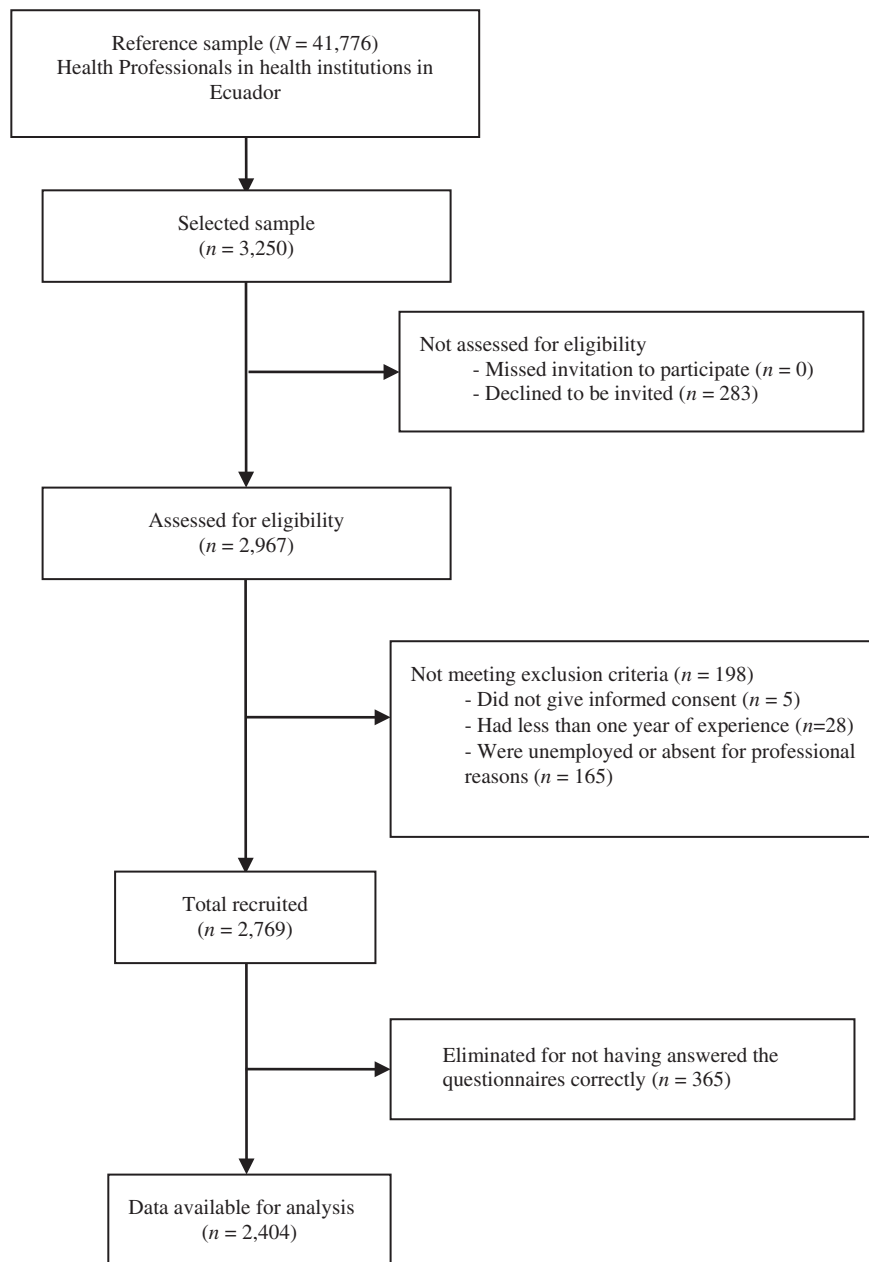 Reference sample (N = 41,776)
Health Professionals in health institutions in
Ecuador
Selected sample
(n = 3,250)
Not assessed for eligibility
- Missed invitation to participate (n = 0)
- Declined to be invited (n = 283)
Assessed for eligibility
(n = 2,967)
Not meeting exclusion criteria (n = 198)
- Did not give informed consent (n = 5)
- Had less than one year of experience (n=28)
- Were unemployed or absent for professional
reasons (n = 165)
Total recruited
(n = 2,769)
Eliminated for not having answered the
questionnaires correctly (n = 365)
Data available for analysis
(n = 2,404)